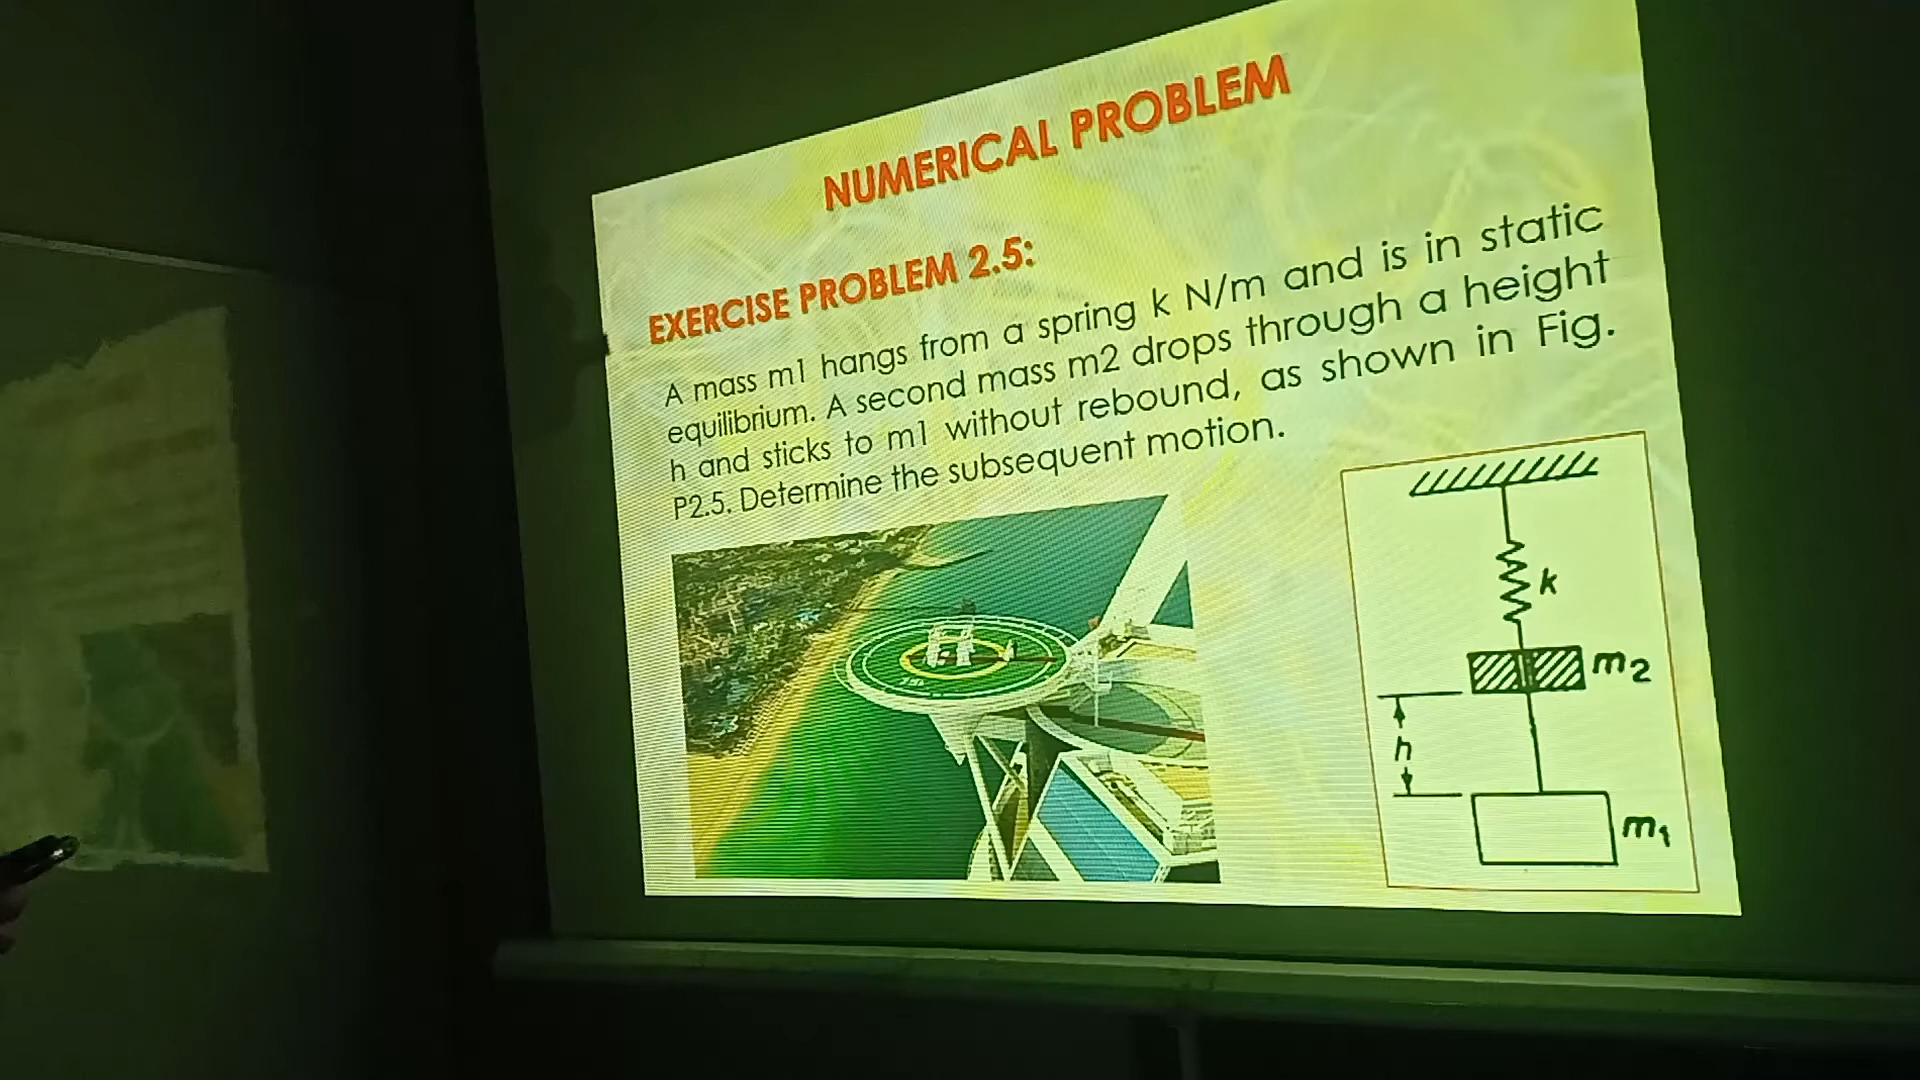 NUMERICAL PROBLEM
EXERCISE PROBLEM 2.5:
A mass m1 hangs from a spring k N/m and is in static
equilibrium. A second mass m2 drops through a height
h and sticks to m1 without rebound, as shown in Fig.
P2.5. Determine the subsequent motion.
k
m2
h
m1
H